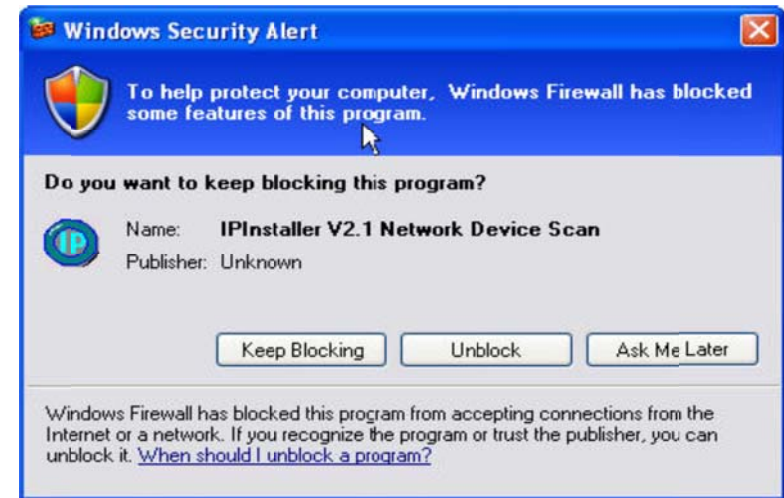 Windows Security Alert
To help protect your computer, Windows Firewall has blocked
some features of this program.
Do you want to keep blocking this program?
IP
Name: IPInstaller V2.1 Network Device Scan
Publisher: Unknown
Keep Blocking
Unblock
Ask Me Later
Windows Firewall has blocked this program from accepting connections from the
Internet or a network. If you recognize the program or trust the publisher, you can
unblock it. When should I unblock a program?